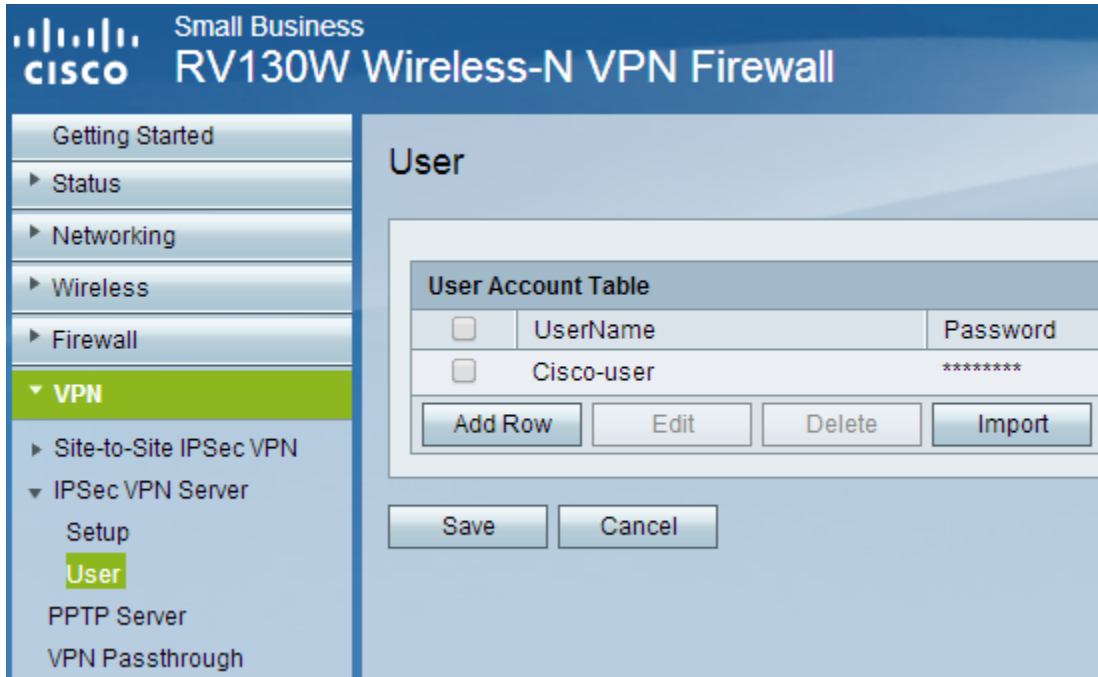 CISCO
Small Business
RV130W Wireless-N VPN Firewall
Getting Started
Status
Networking
Wireless
Firewall
VPN
Site-to-Site IPSec VPN
IPSec VPN Server
Setup
User
PPTP Server
VPN Passthrough
User
User Account Table
UserName Password
Cisco-user ********
Add Row Edit Delete Import
Save Cancel